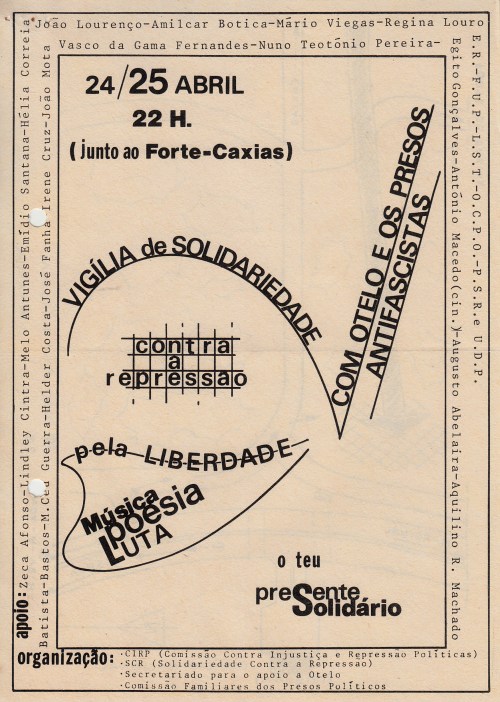 João Lourenço-Amilcar Botica-Mário Viegas-Regina Louro
Vasco da Gama Fernandes-Nuno Teotónio Pereira-
E.R.-F.U.P.-L.S.T.-O.C.P.O.-P.S.R.e U.D.P.
Egito Gonçalves-António Macedo(cin.)-Augusto Abelaira-Aquilino R. Machado
24/25 ABRIL
22 H.
(junto ao Forte-Caxias)
VIGÍLIA de SOLIDARIEDADE
COM OTELO E OS PRESOS
ANTIFASCISTAS
contra
a
repressão
pela LIBERDADE
Música
poesia
LUTA
o teu
preSente
Solidário
apoio: Zeca Afonso-Lindley Cintra-Melo Antunes-Emídio Santana-Hélia Correia
Batista-Bastos-M.Ced Guerra-Helder Costa-José Fanha Irene Cruz-João Mota
organização:
·CIRP (Comissão Contra Injustiça e Repressão Políticas)
·SCR (Solidariedade Contra a Repressão)
·Secretariado para o apoio a Otelo
·Comissão Familiares dos Presos Políticos